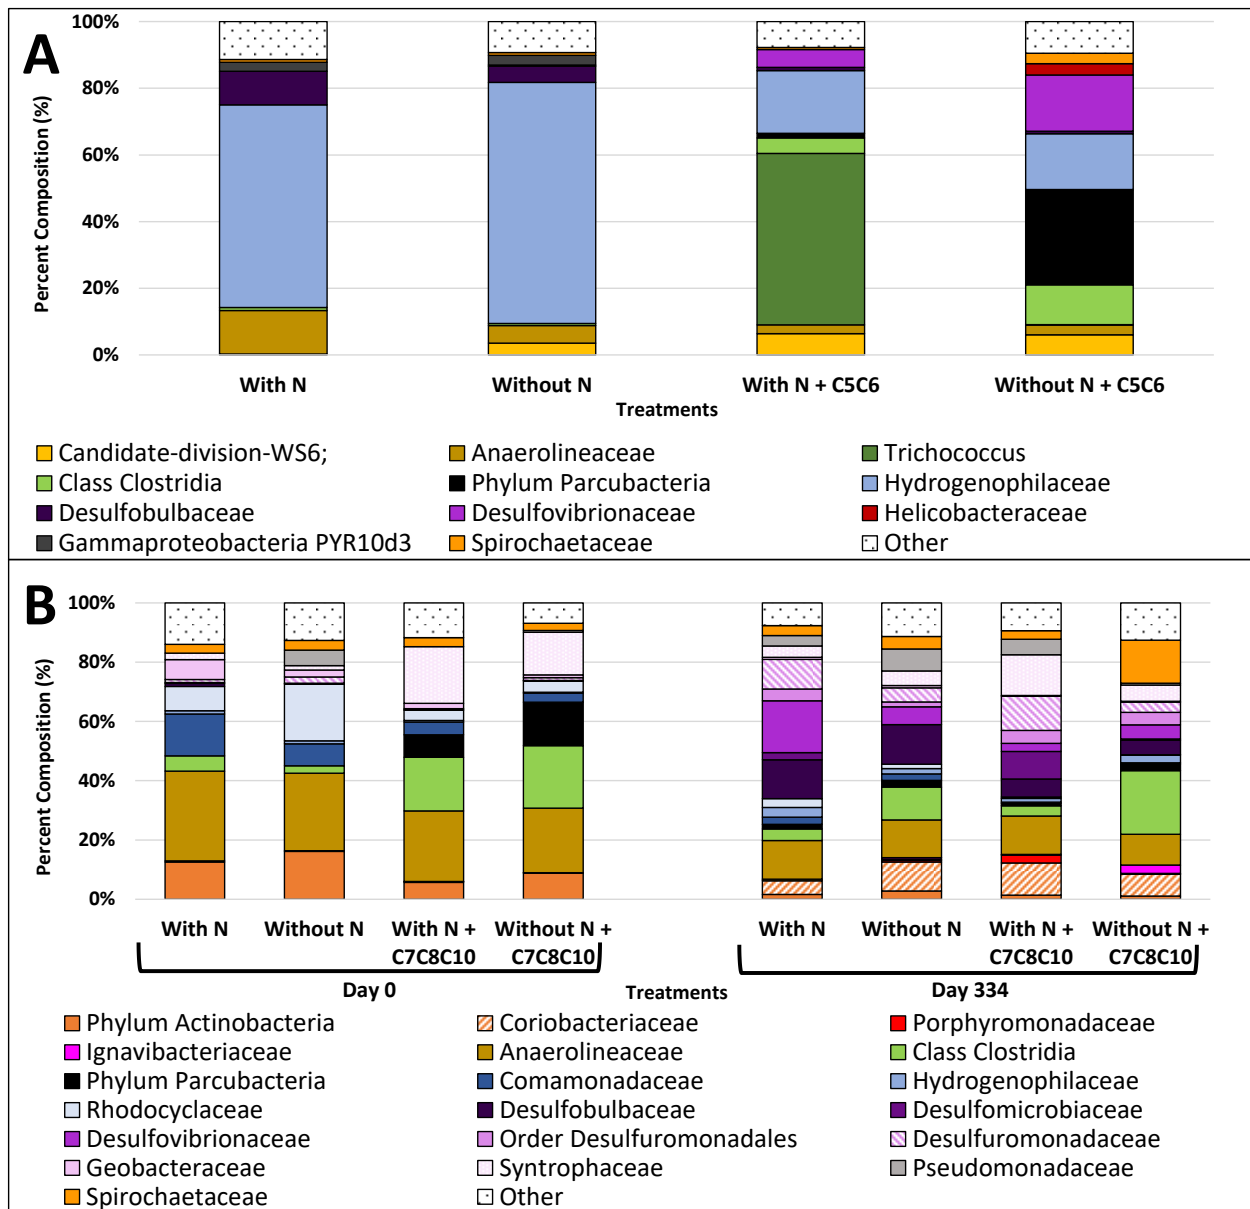 A
100%
80%
60%
40%
20%
0%
Percent Composition (%)
With N
Without N
With N + C5C6
Without N + C5C6
Treatments
Candidate-division-WS6;
Anaerolineaceae
Trichococcus
Class Clostridia
Phylum Parcubacteria
Hydrogenophilaceae
Desulfobulbaceae
Desulfovibrionaceae
Helicobacteraceae
Gammaproteobacteria PYR10d3
Spirochaetaceae
Other
B
100%
80%
60%
40%
20%
0%
Percent Composition (%)
With N
Without N
With N +
C7C8C10
Without N +
C7C8C10
With N
Without N
With N +
C7C8C10
Without N +
C7C8C10
Day 0
Treatments
Day 334
Phylum Actinobacteria
Coriobacteriaceae
Porphyromonadaceae
Ignavibacteriaceae
Anaerolineaceae
Class Clostridia
Phylum Parcubacteria
Comamonadaceae
Hydrogenophilaceae
Rhodocyclaceae
Desulfobulbaceae
Desulfomicrobiaceae
Desulfovibrionaceae
Order Desulfuromonadales
Desulfuromonadaceae
Geobacteraceae
Syntrophaceae
Pseudomonadaceae
Spirochaetaceae
Other